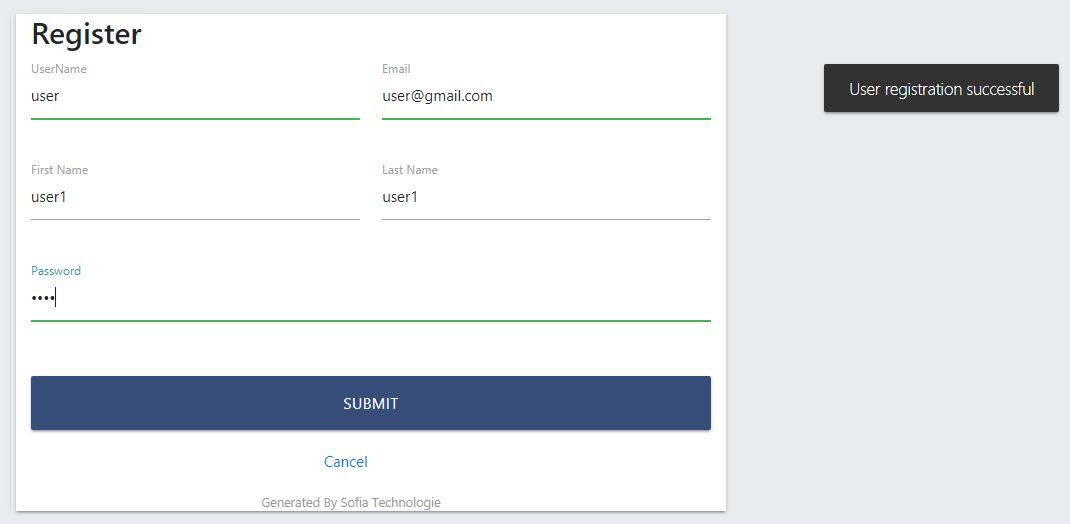 Register
UserName Email
user user@gmail.com
User registration successful
First Name Last Name
user1 user1
Password
••••
SUBMIT
Cancel
Generated By Sofia Technologie